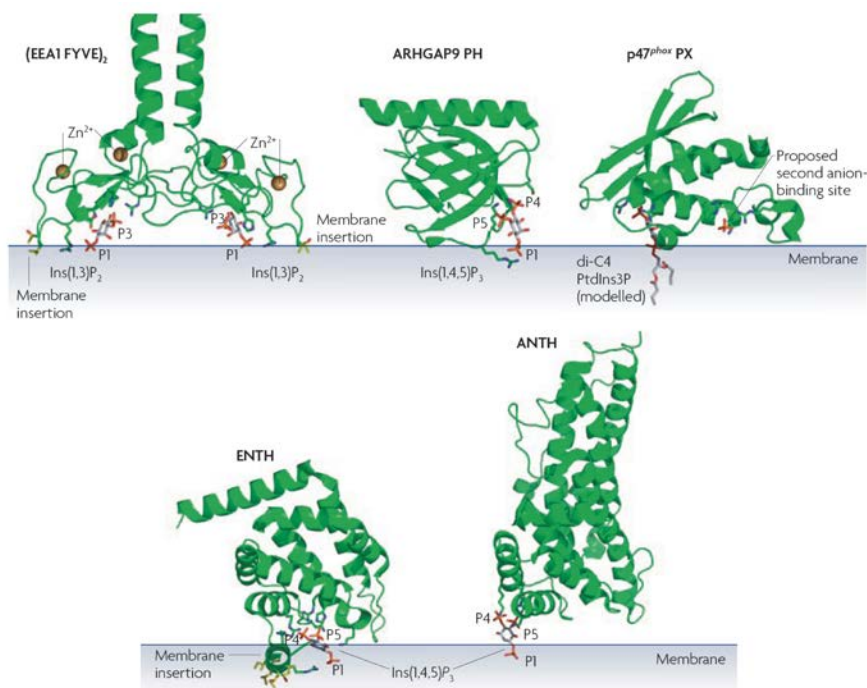 (EEA1 FYVE)₂
ARHGAP9 PH
p47phox PX
Zn²⁺
Zn²⁺
Proposed
second anion-
binding site
P3
P3
P4
P5
Membrane
insertion
P1
P1
P1
Ins(1,3)P₂
Ins(1,3)P₂
Ins(1,4,5)P₃
di-C4
PtdIns3P
(modelled)
Membrane
Membrane
insertion
ANTH
ENTH
P4
P5
P4
P5
Membrane
insertion
P1
Ins(1,4,5)P₃
P1
Membrane